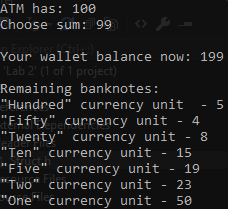 ATM has: 100
Choose sum: 99
Your wallet balance now: 199
Remaining banknotes:
"Hundred" currency unit  - 5
"Fifty" currency unit - 4
"Twenty" currency unit - 8
"Ten" currency unit - 15
"Five" currency unit - 19
"Two" currency unit - 23
"One" currency unit - 50